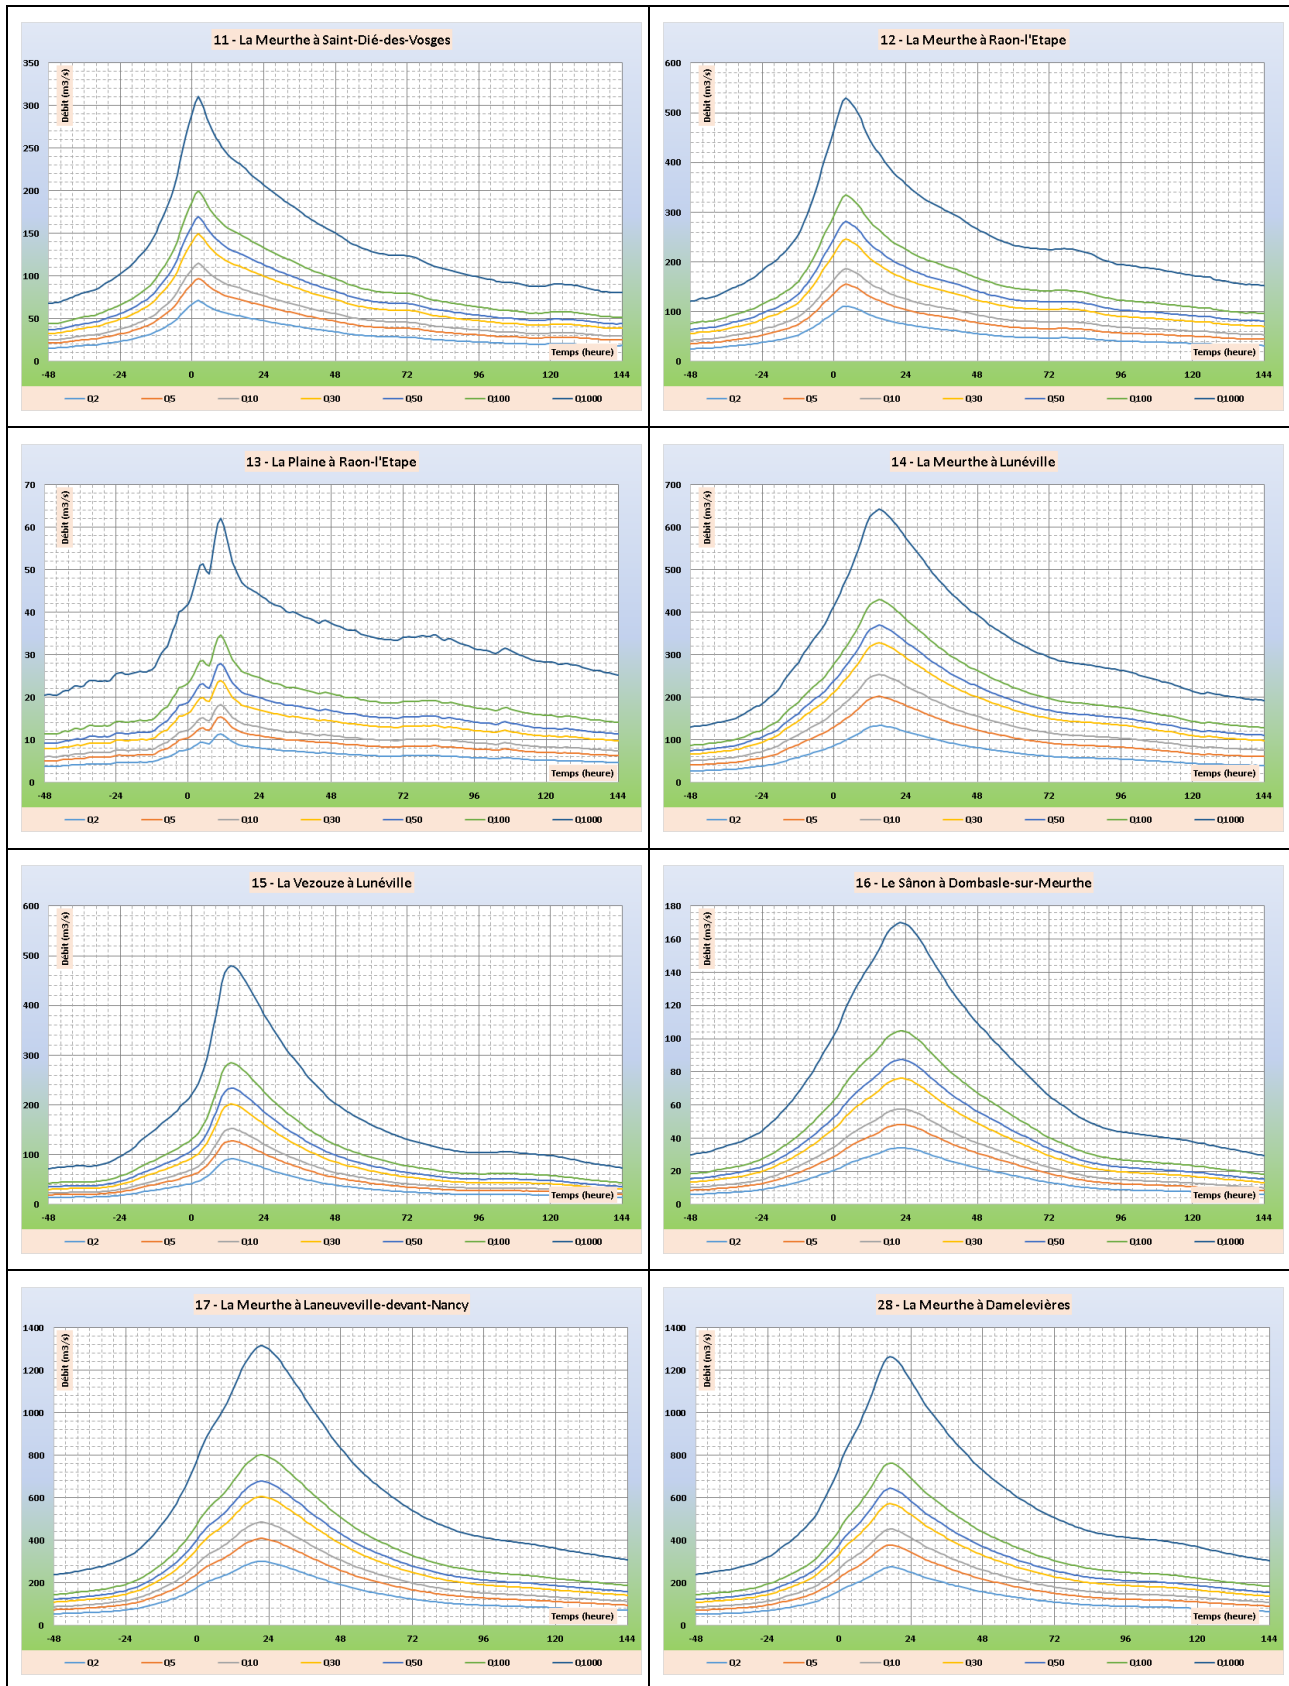 11 - La Meurthe à Saint-Dié-des-Vosges
Débit (m3/s)
350
300
250
200
150
100
50
0
Temps (heure)
-48 -24 0 24 48 72 96 120 144
Q2 Q5 Q10 Q30 Q50 Q100 Q1000
12 - La Meurthe à Raon-l'Etape
Débit (m3/s)
600
500
400
300
200
100
0
Temps (heure)
-48 -24 0 24 48 72 96 120 144
Q2 Q5 Q10 Q30 Q50 Q100 Q1000
13 - La Plaine à Raon-l'Etape
Débit (m3/s)
70
60
50
40
30
20
10
0
Temps (heure)
-48 -24 0 24 48 72 96 120 144
Q2 Q5 Q10 Q30 Q50 Q100 Q1000
14 - La Meurthe à Lunéville
Débit (m3/s)
700
600
500
400
300
200
100
0
Temps (heure)
-48 -24 0 24 48 72 96 120 144
Q2 Q5 Q10 Q30 Q50 Q100 Q1000
15 - La Vezouze à Lunéville
Débit (m3/s)
600
500
400
300
200
100
0
Temps (heure)
-48 -24 0 24 48 72 96 120 144
Q2 Q5 Q10 Q30 Q50 Q100 Q1000
16 - Le Sânon à Dombasle-sur-Meurthe
Débit (m3/s)
180
160
140
120
100
80
60
40
20
0
Temps (heure)
-48 -24 0 24 48 72 96 120 144
Q2 Q5 Q10 Q30 Q50 Q100 Q1000
17 - La Meurthe à Laneuveville-devant-Nancy
Débit (m3/s)
1400
1200
1000
800
600
400
200
0
Temps (heure)
-48 -24 0 24 48 72 96 120 144
Q2 Q5 Q10 Q30 Q50 Q100 Q1000
28 - La Meurthe à Damelevières
Débit (m3/s)
1400
1200
1000
800
600
400
200
0
Temps (heure)
-48 -24 0 24 48 72 96 120 144
Q2 Q5 Q10 Q30 Q50 Q100 Q1000